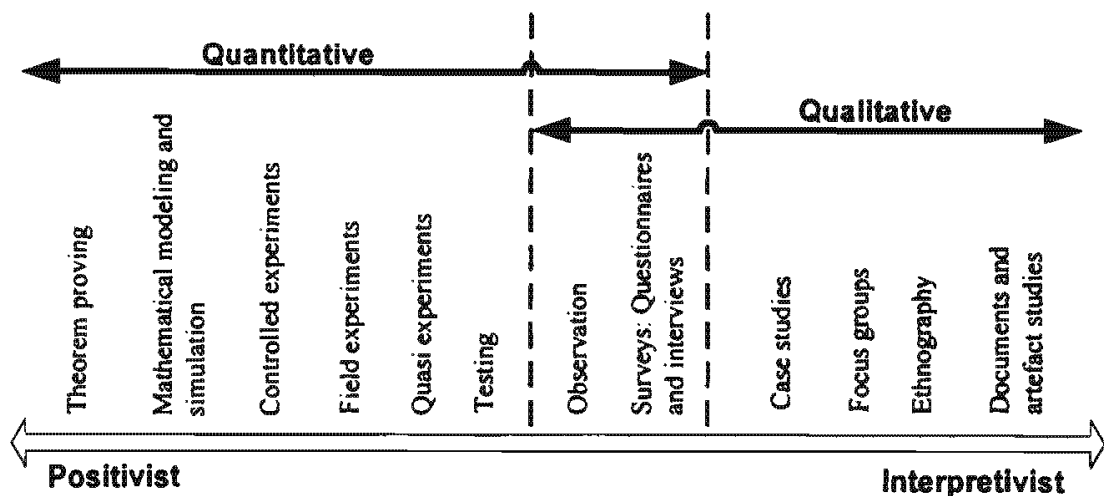 Quantitative
Qualitative
Theorem proving
Mathematical modeling and
simulation
Controlled experiments
Field experiments
Quasi experiments
Testing
Observation
Surveys: Questionnaires
and interviews
Case studies
Focus groups
Ethnography
Documents and
artefact studies
Positivist
Interpretivist